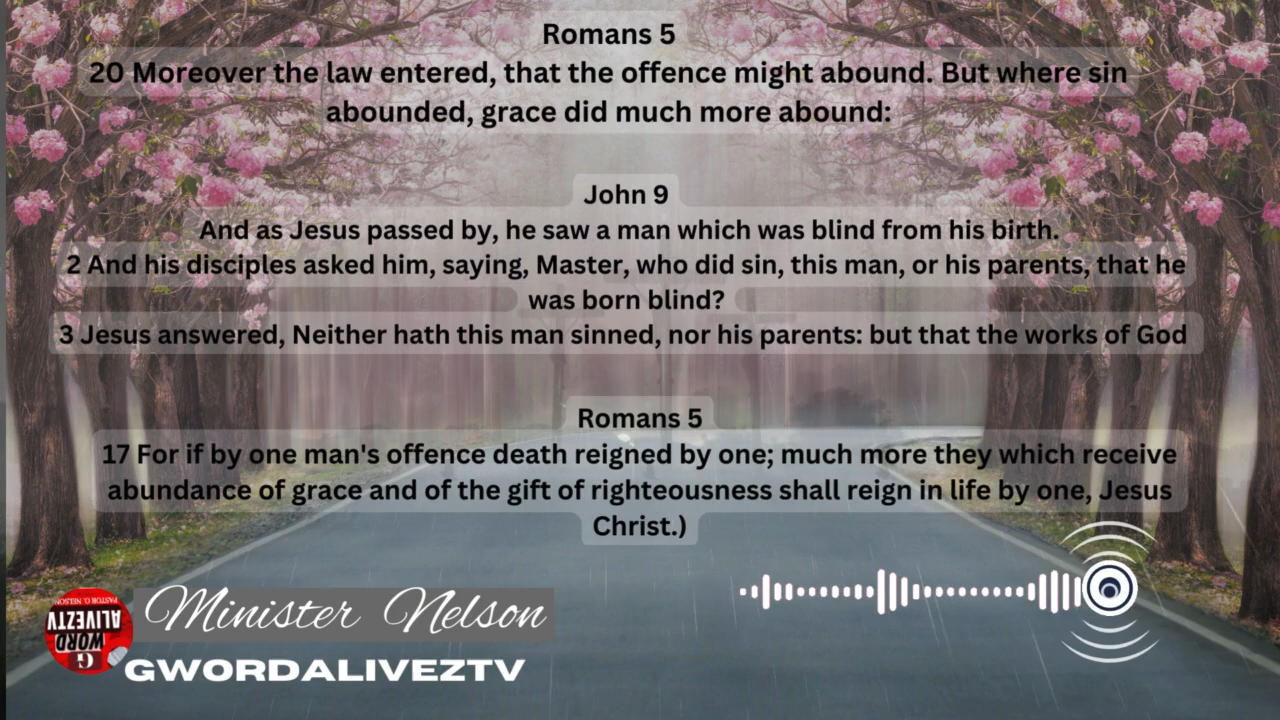 Romans 5
20 Moreover the law entered, that the offence might abound. But where sin
abounded, grace did much more abound:
John 9
And as Jesus passed by, he saw a man which was blind from his birth.
2 And his disciples asked him, saying, Master, who did sin, this man, or his parents, that he
was born blind?
3 Jesus answered, Neither hath this man sinned, nor his parents: but that the works of God
Romans 5
17 For if by one man's offence death reigned by one; much more they which receive
abundance of grace and of the gift of righteousness shall reign in life by one, Jesus
Christ.)
Minister Nelson
GWORDALIVEZTV
G
WORD
ALIVEZTV
PASTOR O. NELSON